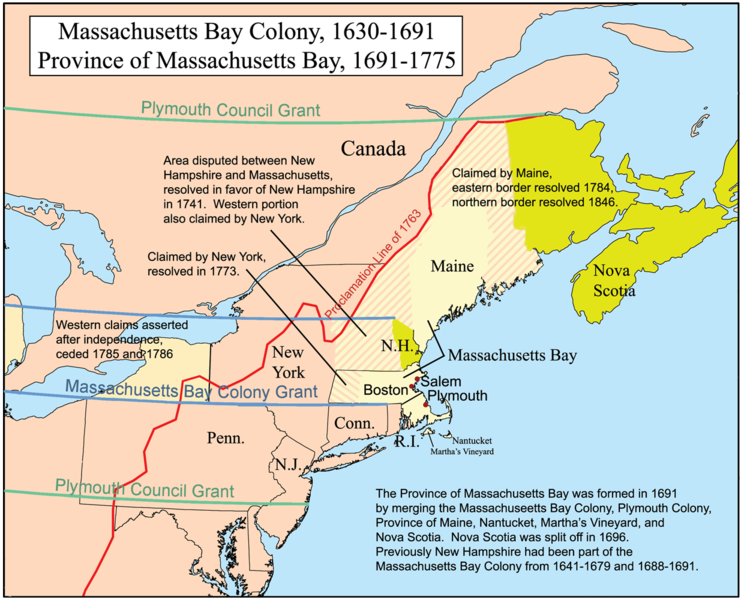 Massachusetts Bay Colony, 1630-1691
Province of Massachusetts Bay, 1691-1775
Plymouth Council Grant
Canada
Area disputed between New
Hampshire and Massachusetts,
resolved in favor of New Hampshire
in 1741. Western portion
also claimed by New York.
Claimed by Maine,
eastern border resolved 1784,
northern border resolved 1846.
Proclamation Line of 1763
Claimed by New York,
resolved in 1773.
Maine
Nova
Scotia
Western claims asserted
after independence,
ceded 1785 and 1786
New
York
N.H.
Massachusetts Bay
Massachusetts Bay Colony Grant
Boston
Salem
Plymouth
Penn.
Conn.
R.I.
Nantucket
Martha's Vineyard
N.J.
Plymouth Council Grant
The Province of Massachusetts Bay was formed in 1691
by merging the Massachuseetts Bay Colony, Plymouth Colony,
Province of Maine, Nantucket, Martha's Vineyard, and
Nova Scotia. Nova Scotia was split off in 1696.
Previously New Hampshire had been part of the
Massachusetts Bay Colony from 1641-1679 and 1688-1691.